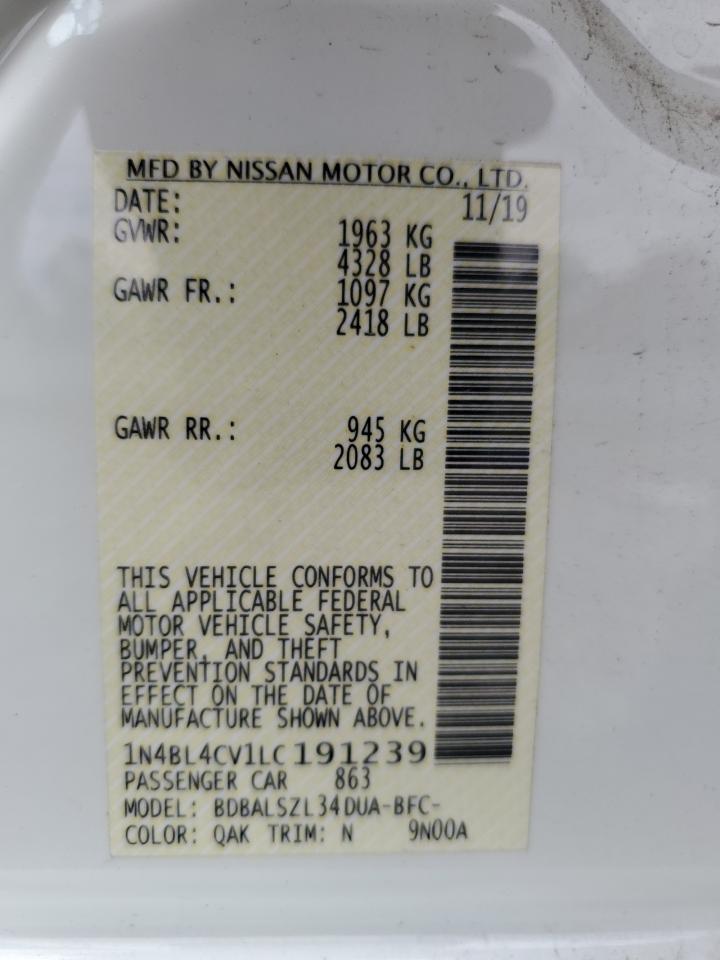 MFD BY NISSAN MOTOR CO., LTD.
DATE: 11/19
GVWR: 1963 KG
4328 LB
GAWR FR.: 1097 KG
2418 LB
GAWR RR.: 945 KG
2083 LB
THIS VEHICLE CONFORMS TO
ALL APPLICABLE FEDERAL
MOTOR VEHICLE SAFETY,
BUMPER, AND THEFT
PREVENTION STANDARDS IN
EFFECT ON THE DATE OF
MANUFACTURE SHOWN ABOVE.
1N4BL4CV1LC191239
PASSENGER CAR 863
MODEL: BDBALSZL34DUA-BFC-
COLOR: QAK TRIM: N 9N00A